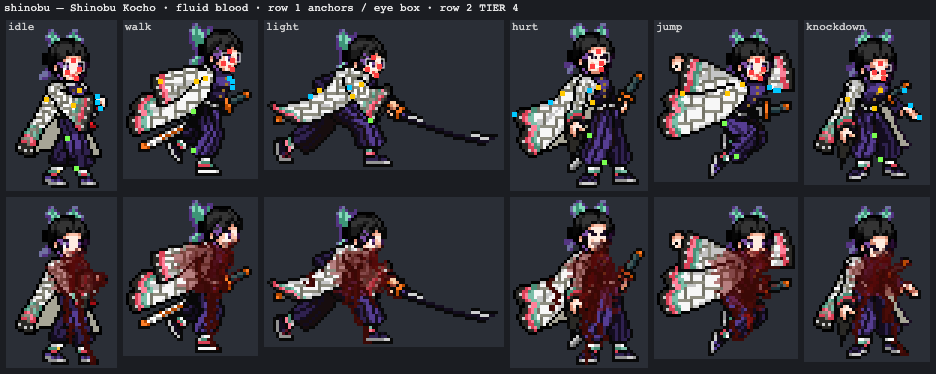 shinobu — Shinobu Kocho · fluid blood · row 1 anchors / eye box · row 2 TIER 4
idle walk light hurt jump knockdown